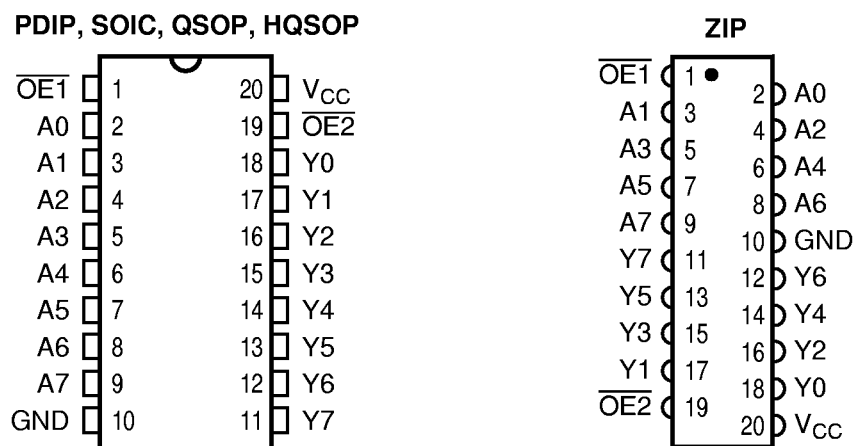 PDIP, SOIC, QSOP, HQSOP
O̅E̅1̅ 1 20 VCC
A0 2 19 O̅E̅2̅
A1 3 18 Y0
A2 4 17 Y1
A3 5 16 Y2
A4 6 15 Y3
A5 7 14 Y4
A6 8 13 Y5
A7 9 12 Y6
GND 10 11 Y7
ZIP
O̅E̅1̅ 1
2 A0
A1 3
4 A2
A3 5
6 A4
A5 7
8 A6
A7 9
10 GND
Y7 11
12 Y6
Y5 13
14 Y4
Y3 15
16 Y2
Y1 17
18 Y0
O̅E̅2̅ 19
20 VCC